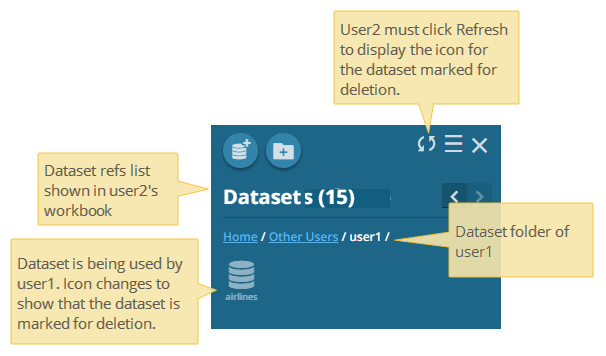 User2 must click Refresh
to display the icon for
the dataset marked for
deletion.
Dataset refs list
shown in user2's
workbook
Datasets (15)
Home / Other Users / user1 /
Dataset folder of
user1
Dataset is being used by
user1. Icon changes to
show that the dataset is
marked for deletion.
airlines